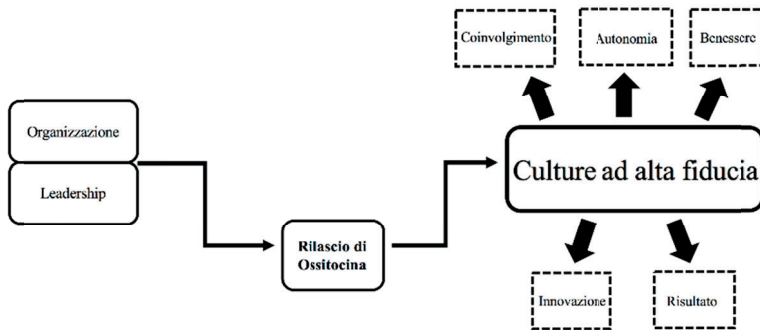 Coinvolgimento
Autonomia
Benessere
Organizzazione
Leadership
Culture ad alta fiducia
Rilascio di
Ossitocina
Innovazione
Risultato